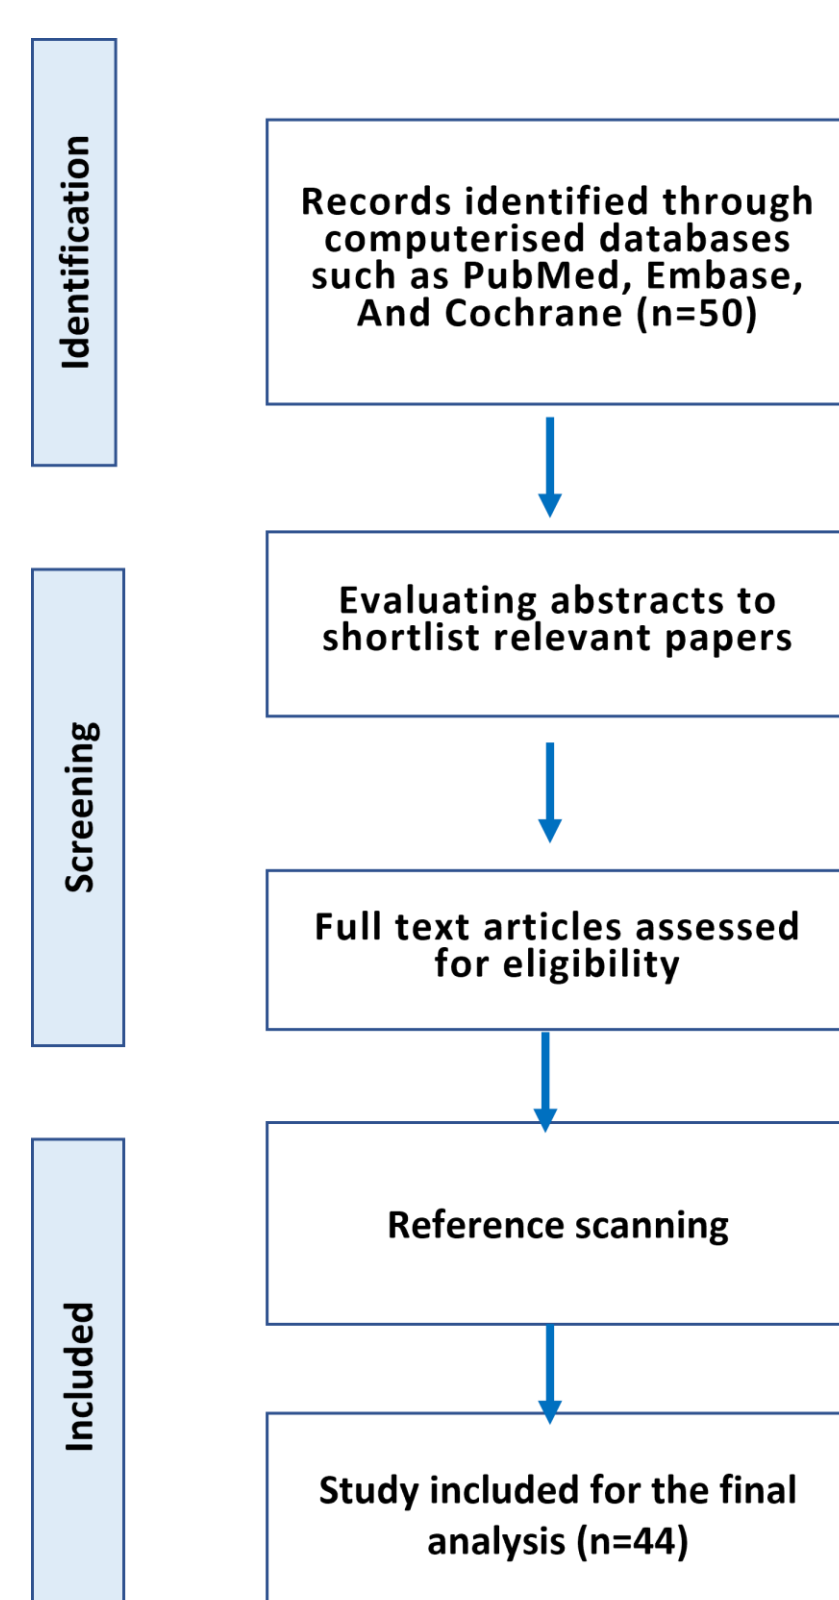 Identification
Records identified through
computerised databases
such as PubMed, Embase,
And Cochrane (n=50)
Screening
Evaluating abstracts to
shortlist relevant papers
Full text articles assessed
for eligibility
Included
Reference scanning
Study included for the final
analysis (n=44)